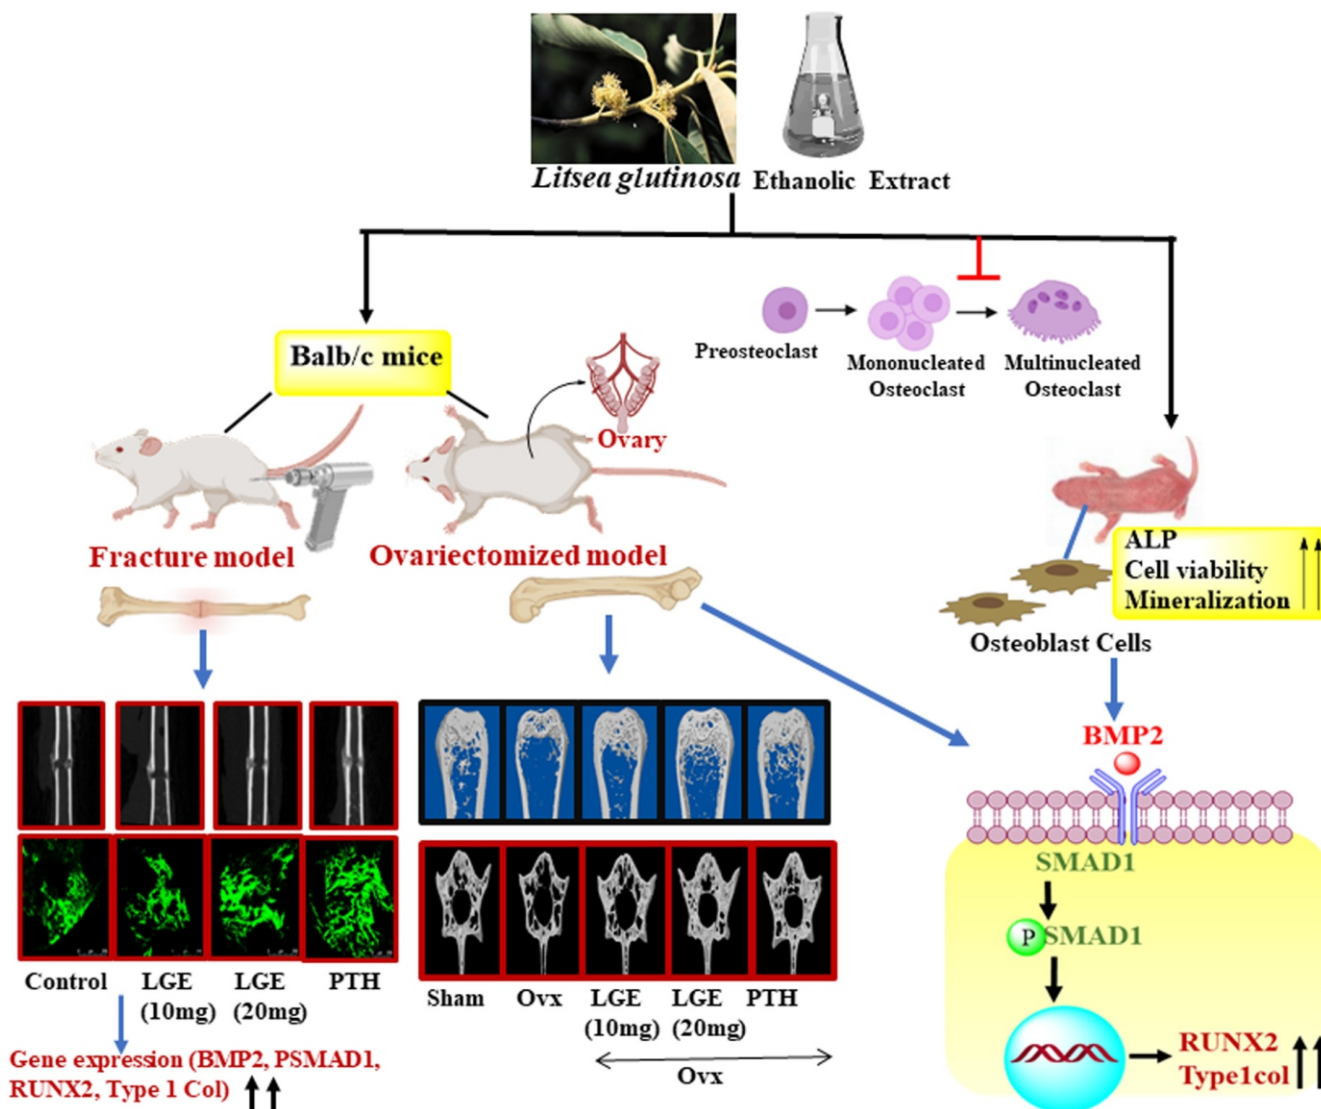 Litsea glutinosa Ethanolic Extract
Balb/c mice
Ovary
Preosteoclast
Mononucleated
Osteoclast
Multinucleated
Osteoclast
Fracture model
Ovariectomized model
ALP
Cell viability
Mineralization
Osteoblast Cells
BMP2
SMAD1
P SMAD1
RUNX2
Type1col
Control
LGE
(10mg)
LGE
(20mg)
PTH
Sham
Ovx
LGE
(10mg)
LGE
(20mg)
PTH
Ovx
Gene expression (BMP2, PSMAD1,
RUNX2, Type 1 Col)